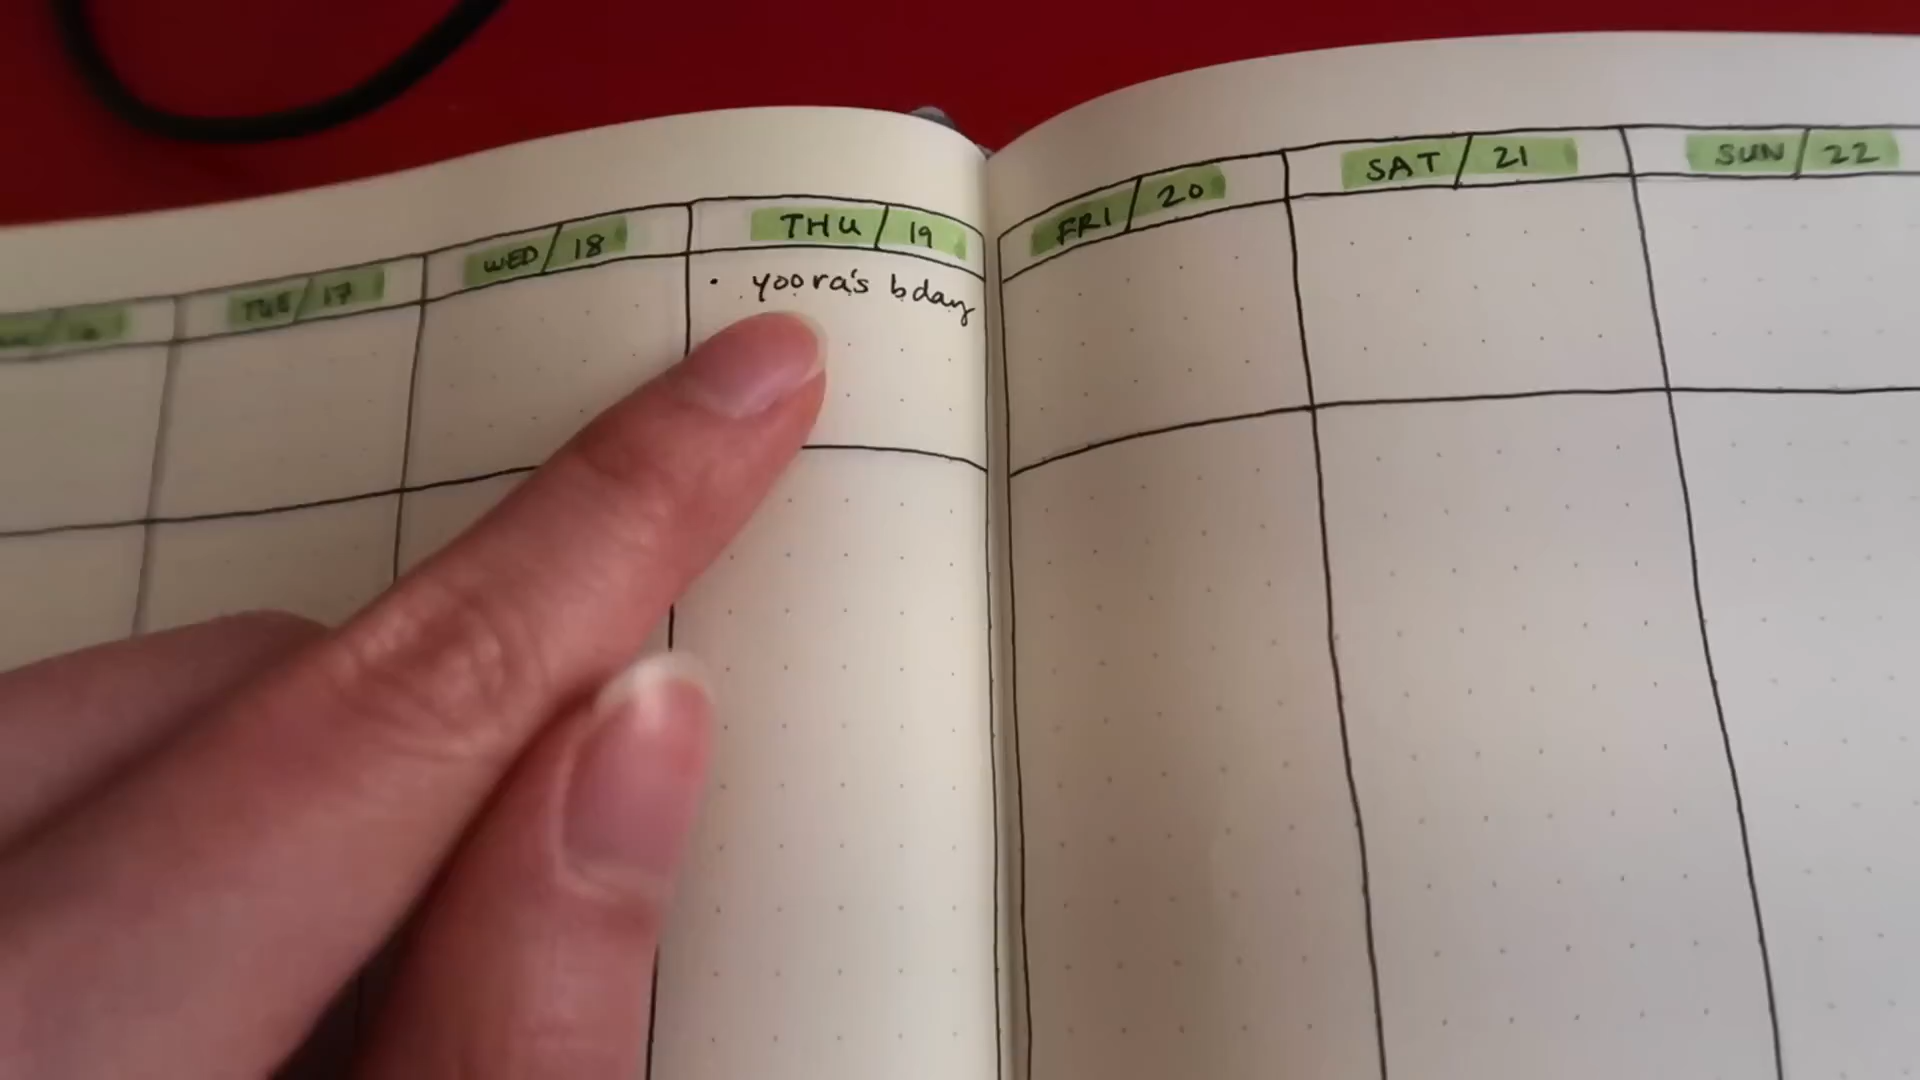 TUE/17
WED/18
THU/19
FRI/20
SAT/21
SUN/22
· yoora's bday